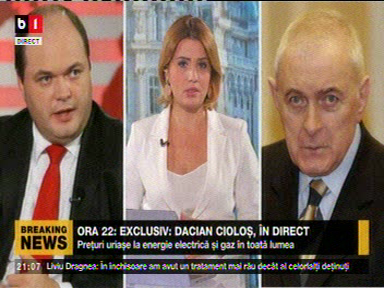 b1
DIRECT
BREAKING
NEWS
ORA 22: EXCLUSIV: DACIAN CIOLOȘ, ÎN DIRECT
Prețuri uriașe la energie electrică și gaz în toată lumea
21:07 Liviu Dragnea: În închisoare am avut un tratament mai rău decât al celorlalți deținuți